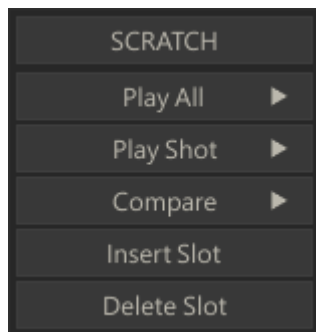 SCRATCH
Play All
Play Shot
Compare
Insert Slot
Delete Slot